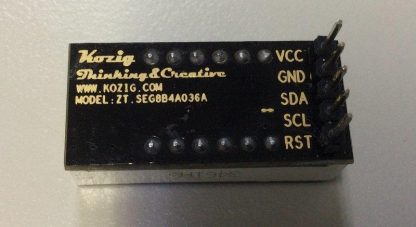 Kozig
Thinking&Creative
WWW.KOZIG.COM
MODEL:ZT.SEG8B4A036A
VCC
GND
SDA
SCL
RST